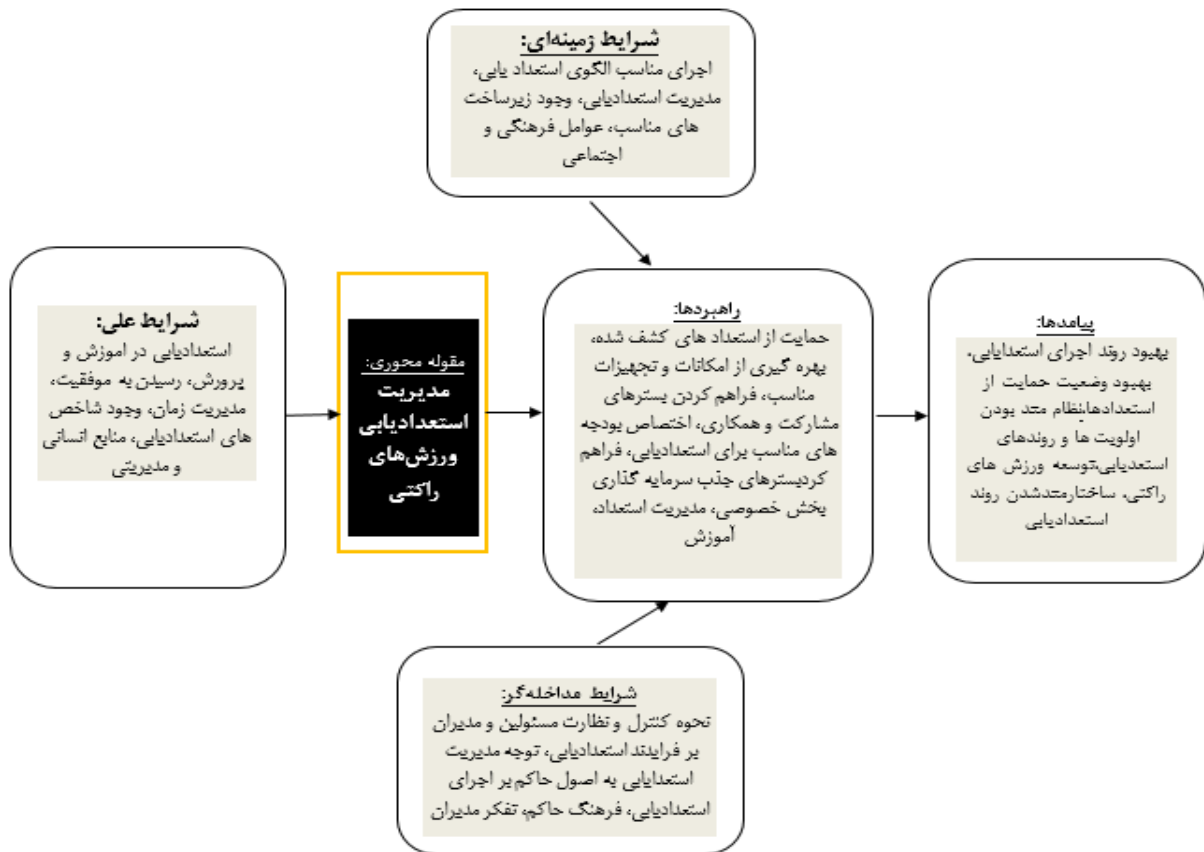 شرایط زمینه‌ای:
اجرای مناسب الگوی استعداد یابی،
مدیریت استعدادیابی، وجود زیرساخت
های مناسب، عوامل فرهنگی و
اجتماعی
شرایط علی:
استعدادیابی در اموزش و
پرورش، رسیدن به موفقیت،
مدیریت زمان، وجود شاخص
های استعدادیابی، منابع انسانی
و مدیریتی
مقوله محوری:
مدیریت
استعدادیابی
ورزش‌های
راکتی
راهبردها:
حمایت از استعداد های کشف شده،
بهره گیری از امکانات و تجهیزات
مناسب، فراهم کردن بسترهای
مشارکت و همکاری، اختصاص بودجه
های مناسب برای استعدادیابی، فراهم
کردبسترهای جذب سرمایه گذاری
بخش خصوصی، مدیریت استعداد،
آموزش
پیامدها:
بهبود روند اجرای استعدایابی،
بهبود وضعیت حمایت از
استعدادها،نظام مند بودن
اولویت ها و روندهای
استعدیابی،توسعه ورزش های
راکتی، ساختارمندشدن روند
استعدادیابی
شرایط مداخله‌گر:
نحوه کنترل و نظارت مسئولین و مدیران
بر فرایدند استعدادیابی، توجه مدیریت
استعدایابی به اصول حاکم بر اجرای
استعدادیابی، فرهنگ حاکم، تفکر مدیران